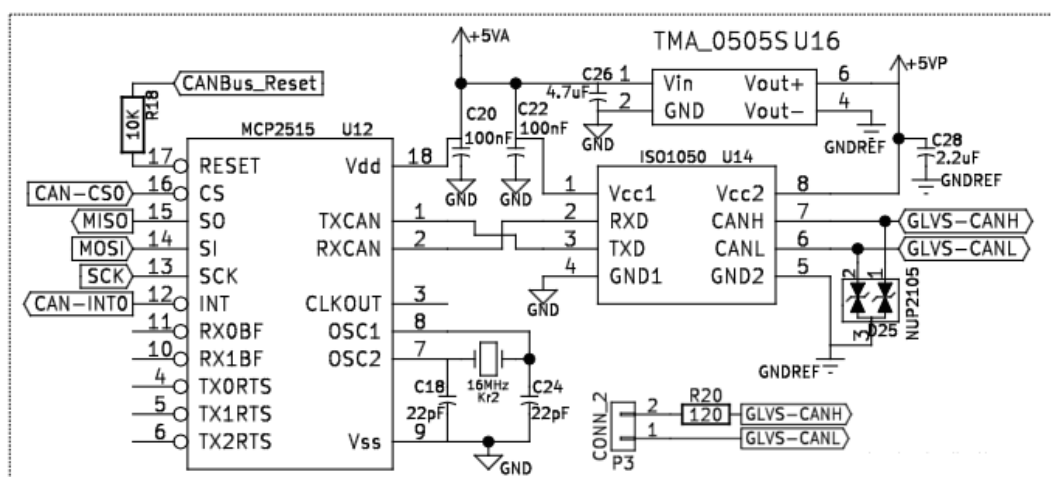 +5VA
TMA_0505S U16
+5VP
CANBus_Reset
R18
10K
C26
4.7uF
1 Vin Vout+ 6
2 GND Vout- 4
GND
GNDREF
C20
100nF
C22
100nF
C28
2.2uF
GNDREF
MCP2515 U12
ISO1050 U14
17 RESET Vdd 18
GND
GND
CAN-CS0 16 CS
1 Vcc1 Vcc2 8
MISO 15 SO TXCAN 1
2 RXD CANH 7 GLVS-CANH
MOSI 14 SI RXCAN 2
3 TXD CANL 6 GLVS-CANL
SCK 13 SCK
4 GND1 GND2 5
GND
2 1
3
D25
NUP2105
CAN-INT0 12 INT CLKOUT 3
11 RX0BF OSC1 8
10 RX1BF OSC2 7
16MHz
Kr2
GNDREF
4 TX0RTS
C18
22pF
C24
22pF
5 TX1RTS
6 TX2RTS Vss 9
GND
CONN_2
P3
2 R20
120
GLVS-CANH
1 GLVS-CANL